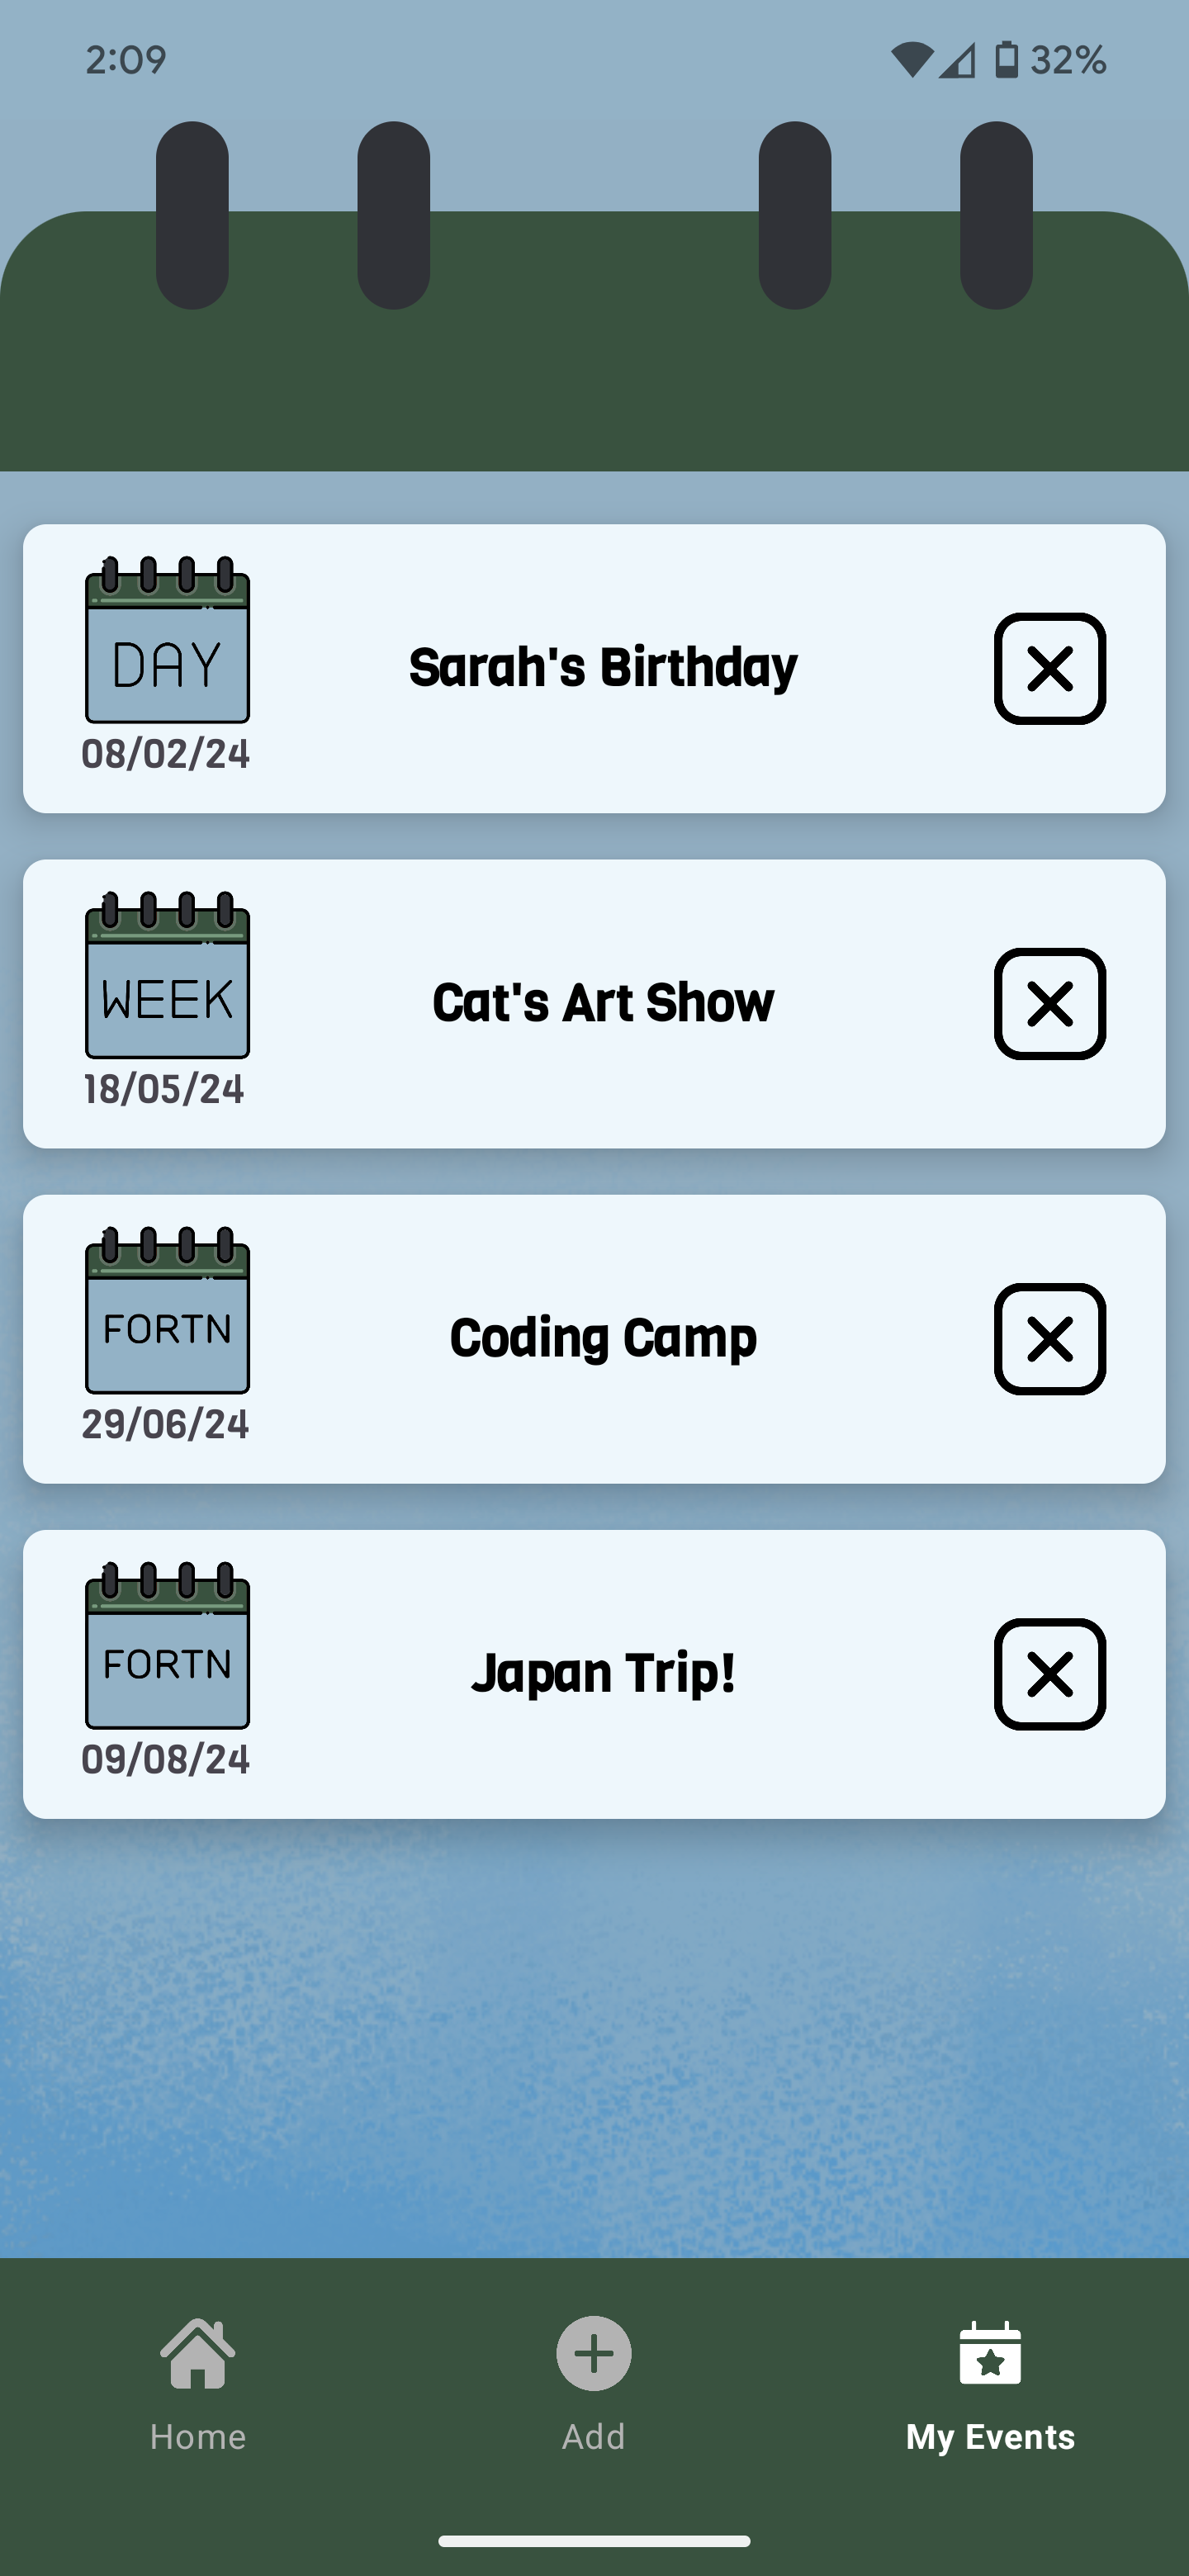 2:09
32%
DAY
08/02/24
Sarah's Birthday
WEEK
18/05/24
Cat's Art Show
FORTN
29/06/24
Coding Camp
FORTN
09/08/24
Japan Trip!
Home
Add
My Events